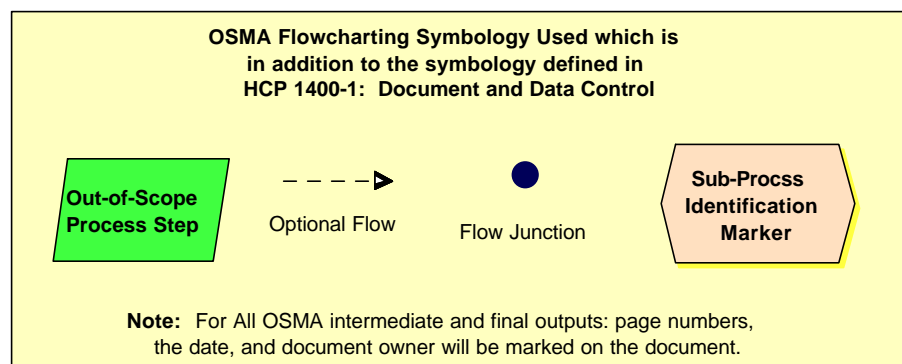 OSMA Flowcharting Symbology Used which is
in addition to the symbology defined in
HCP 1400-1: Document and Data Control
Out-of-Scope
Process Step
Optional Flow
Flow Junction
Sub-Procss
Identification
Marker
Note: For All OSMA intermediate and final outputs: page numbers,
the date, and document owner will be marked on the document.